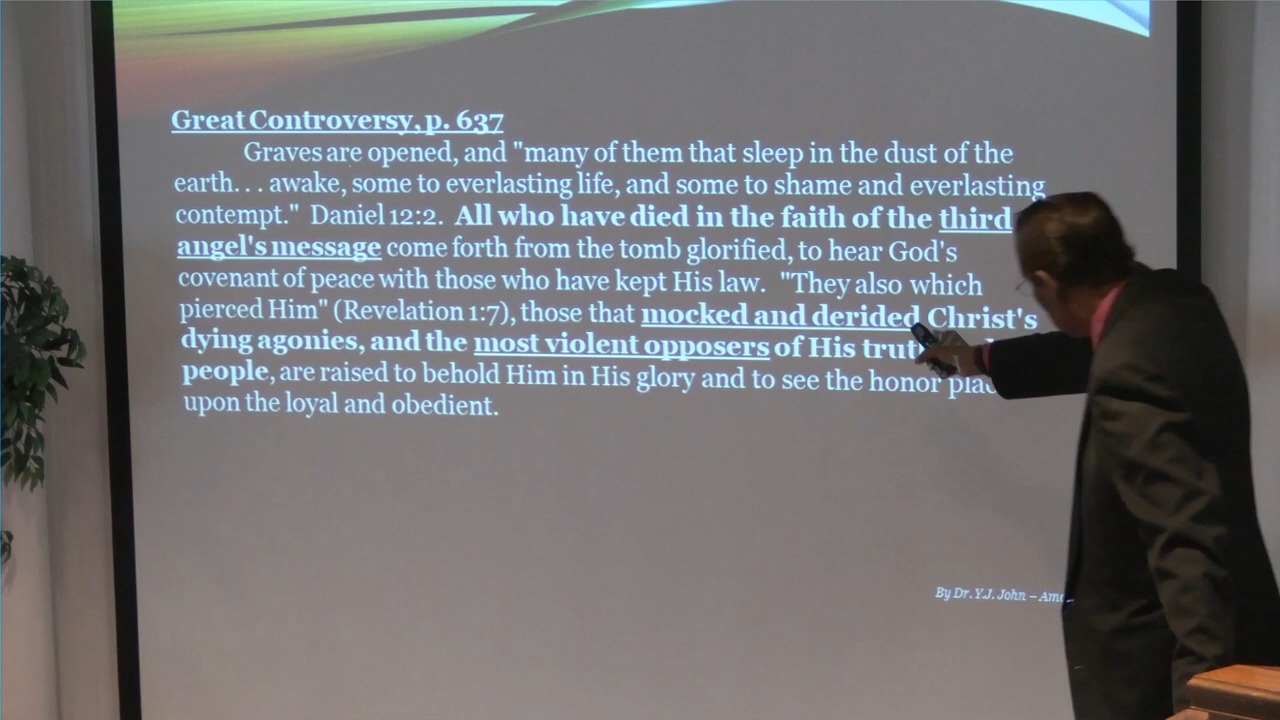 Great Controversy, p. 637
Graves are opened, and "many of them that sleep in the dust of the
earth. . . awake, some to everlasting life, and some to shame and everlasting
contempt." Daniel 12:2. All who have died in the faith of the third
angel's message come forth from the tomb glorified, to hear God's
covenant of peace with those who have kept His law. "They also which
pierced Him" (Revelation 1:7), those that mocked and derided Christ's
dying agonies, and the most violent opposers of His
people, are raised to behold Him in His glory and to see the honor
upon the loyal and obedient.
By Dr. Y.J. John –